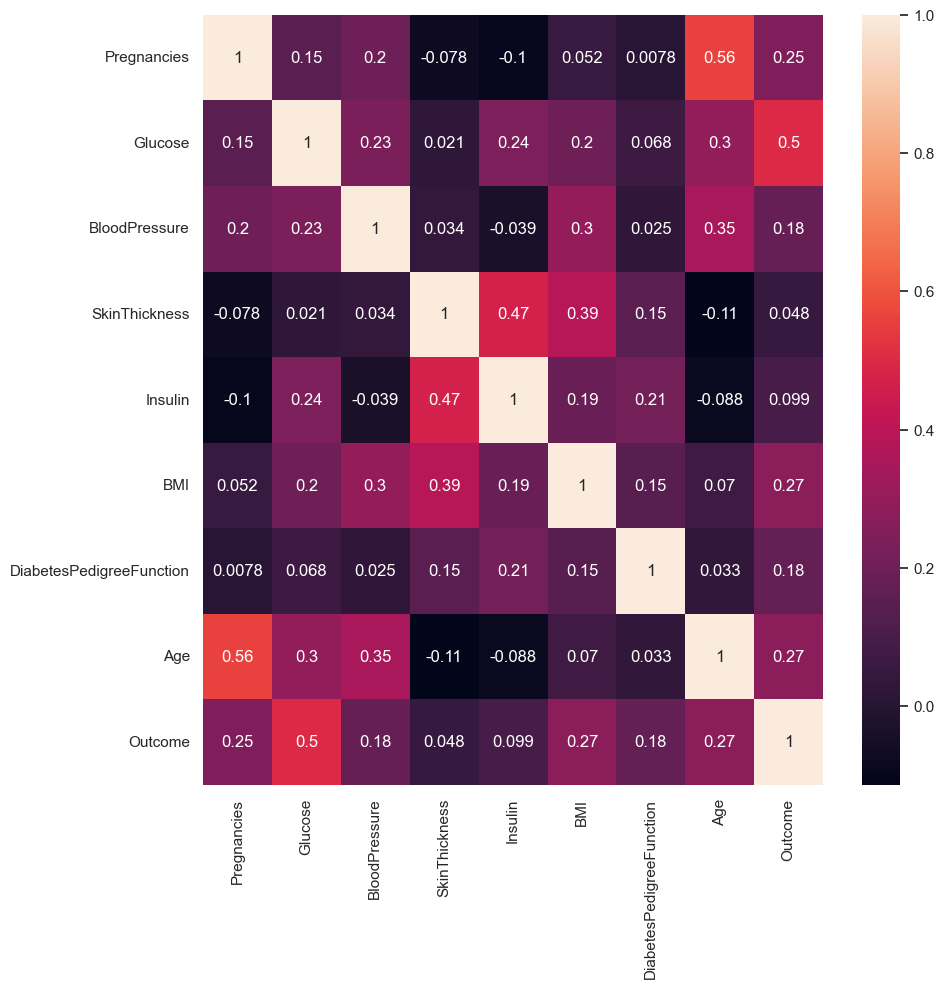 Pregnancies 1 0.15 0.2 -0.078 -0.1 0.052 0.0078 0.56 0.25
Glucose 0.15 1 0.23 0.021 0.24 0.2 0.068 0.3 0.5
BloodPressure 0.2 0.23 1 0.034 -0.039 0.3 0.025 0.35 0.18
SkinThickness -0.078 0.021 0.034 1 0.47 0.39 0.15 -0.11 0.048
Insulin -0.1 0.24 -0.039 0.47 1 0.19 0.21 -0.088 0.099
BMI 0.052 0.2 0.3 0.39 0.19 1 0.15 0.07 0.27
DiabetesPedigreeFunction 0.0078 0.068 0.025 0.15 0.21 0.15 1 0.033 0.18
Age 0.56 0.3 0.35 -0.11 -0.088 0.07 0.033 1 0.27
Outcome 0.25 0.5 0.18 0.048 0.099 0.27 0.18 0.27 1
Pregnancies
Glucose
BloodPressure
SkinThickness
Insulin
BMI
DiabetesPedigreeFunction
Age
Outcome
1.0
0.8
0.6
0.4
0.2
0.0